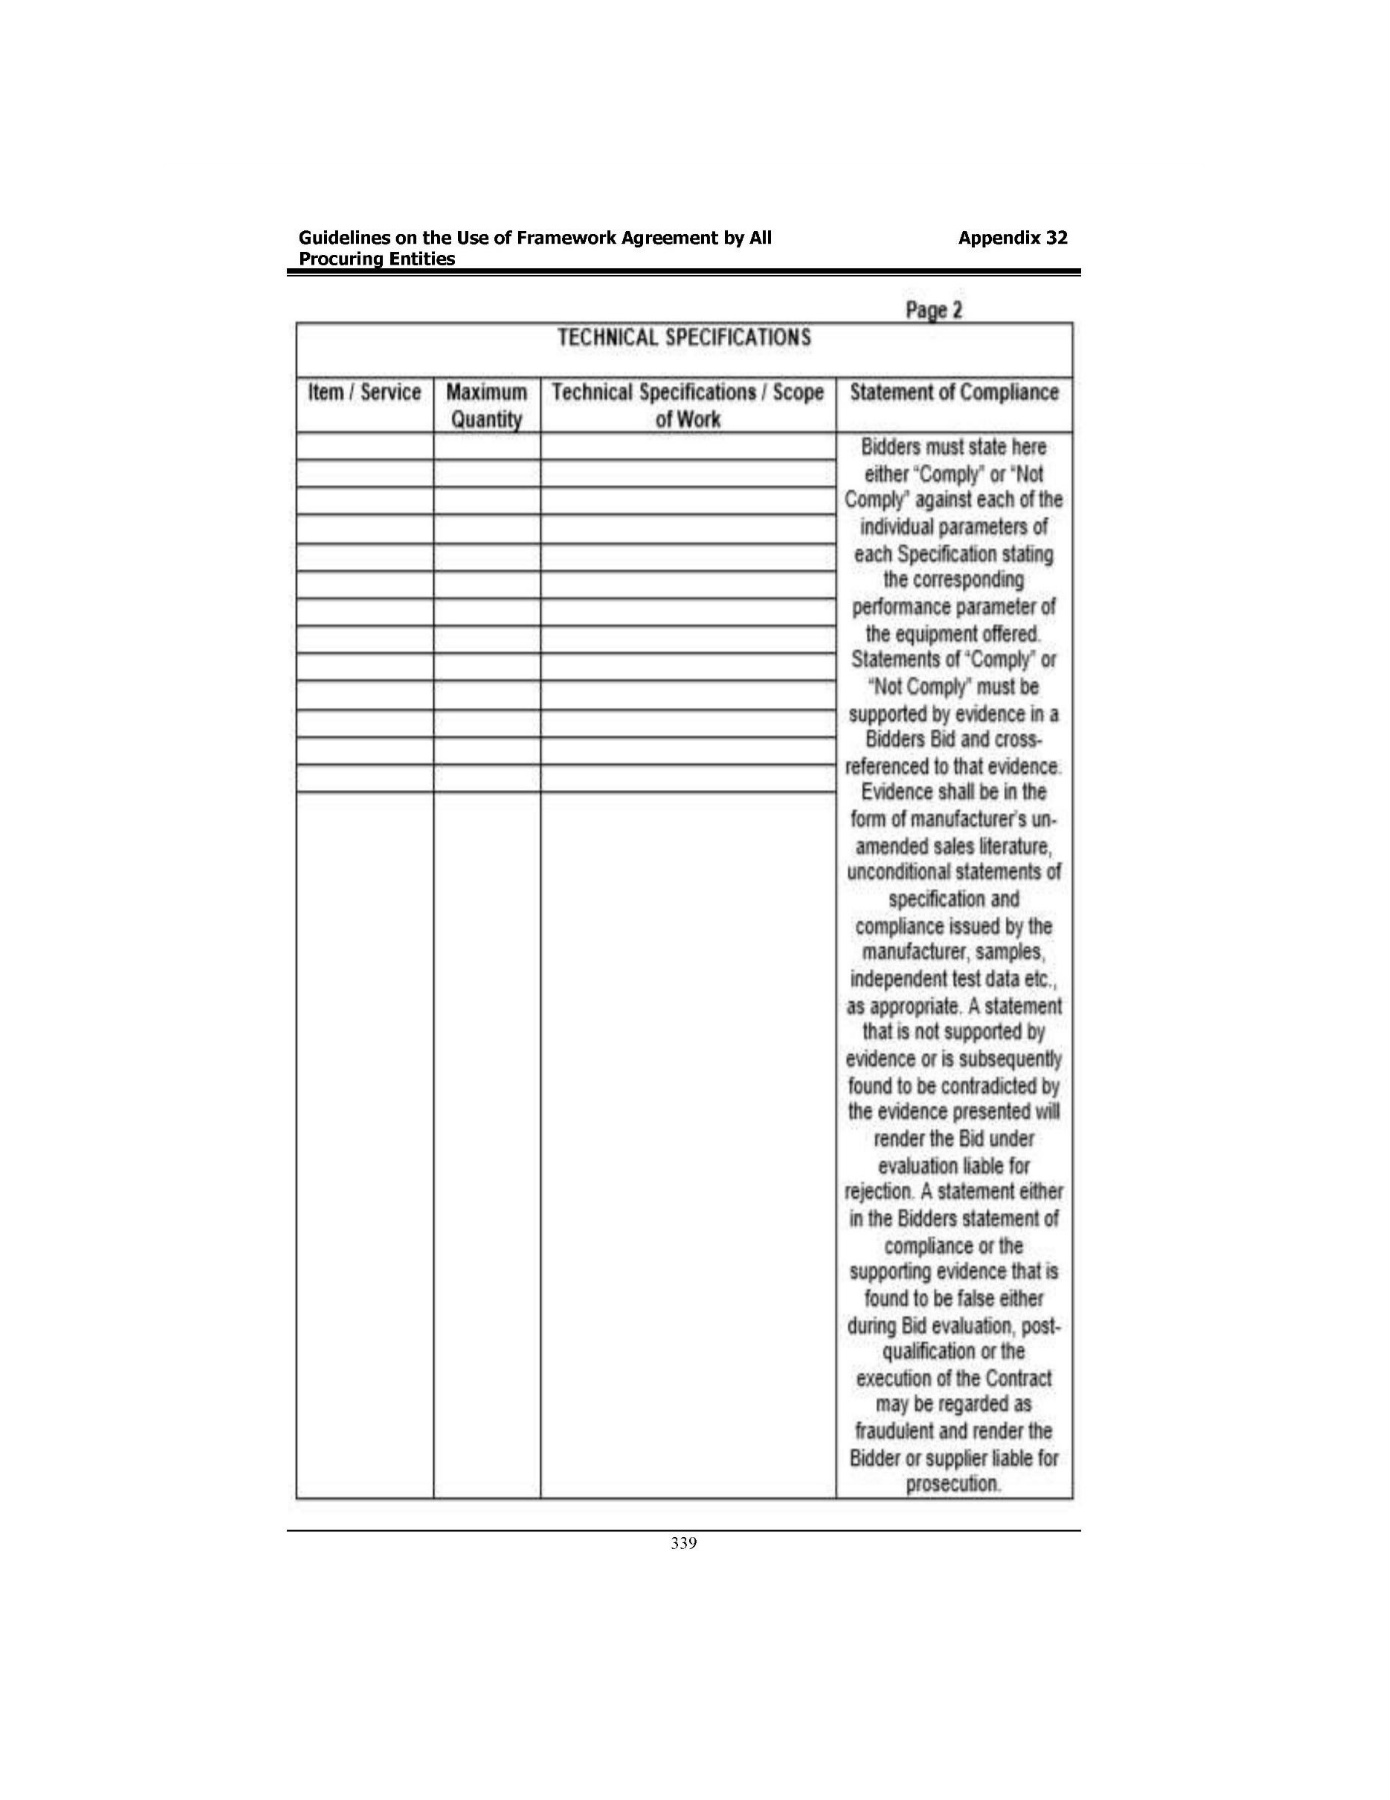 Guidelines on the Use of Framework Agreement by All Appendix 32
Procuring Entities
Page 2
TECHNICAL SPECIFICATIONS
Item / Service Maximum Technical Specifications / Scope Statement of Compliance
Quantity of Work
Bidders must state here
either “Comply” or “Not
Comply” against each of the
individual parameters of
each Specification stating
the corresponding
performance parameter of
the equipment offered.
Statements of “Comply” or
“Not Comply” must be
supported by evidence in a
Bidders Bid and cross-
referenced to that evidence.
Evidence shall be in the
form of manufacturer’s un-
amended sales literature,
unconditional statements of
specification and
compliance issued by the
manufacturer, samples,
independent test data etc.,
as appropriate. A statement
that is not supported by
evidence or is subsequently
found to be contradicted by
the evidence presented will
render the Bid under
evaluation liable for
rejection. A statement either
in the Bidders statement of
compliance or the
supporting evidence that is
found to be false either
during Bid evaluation, post-
qualification or the
execution of the Contract
may be regarded as
fraudulent and render the
Bidder or supplier liable for
prosecution.
339